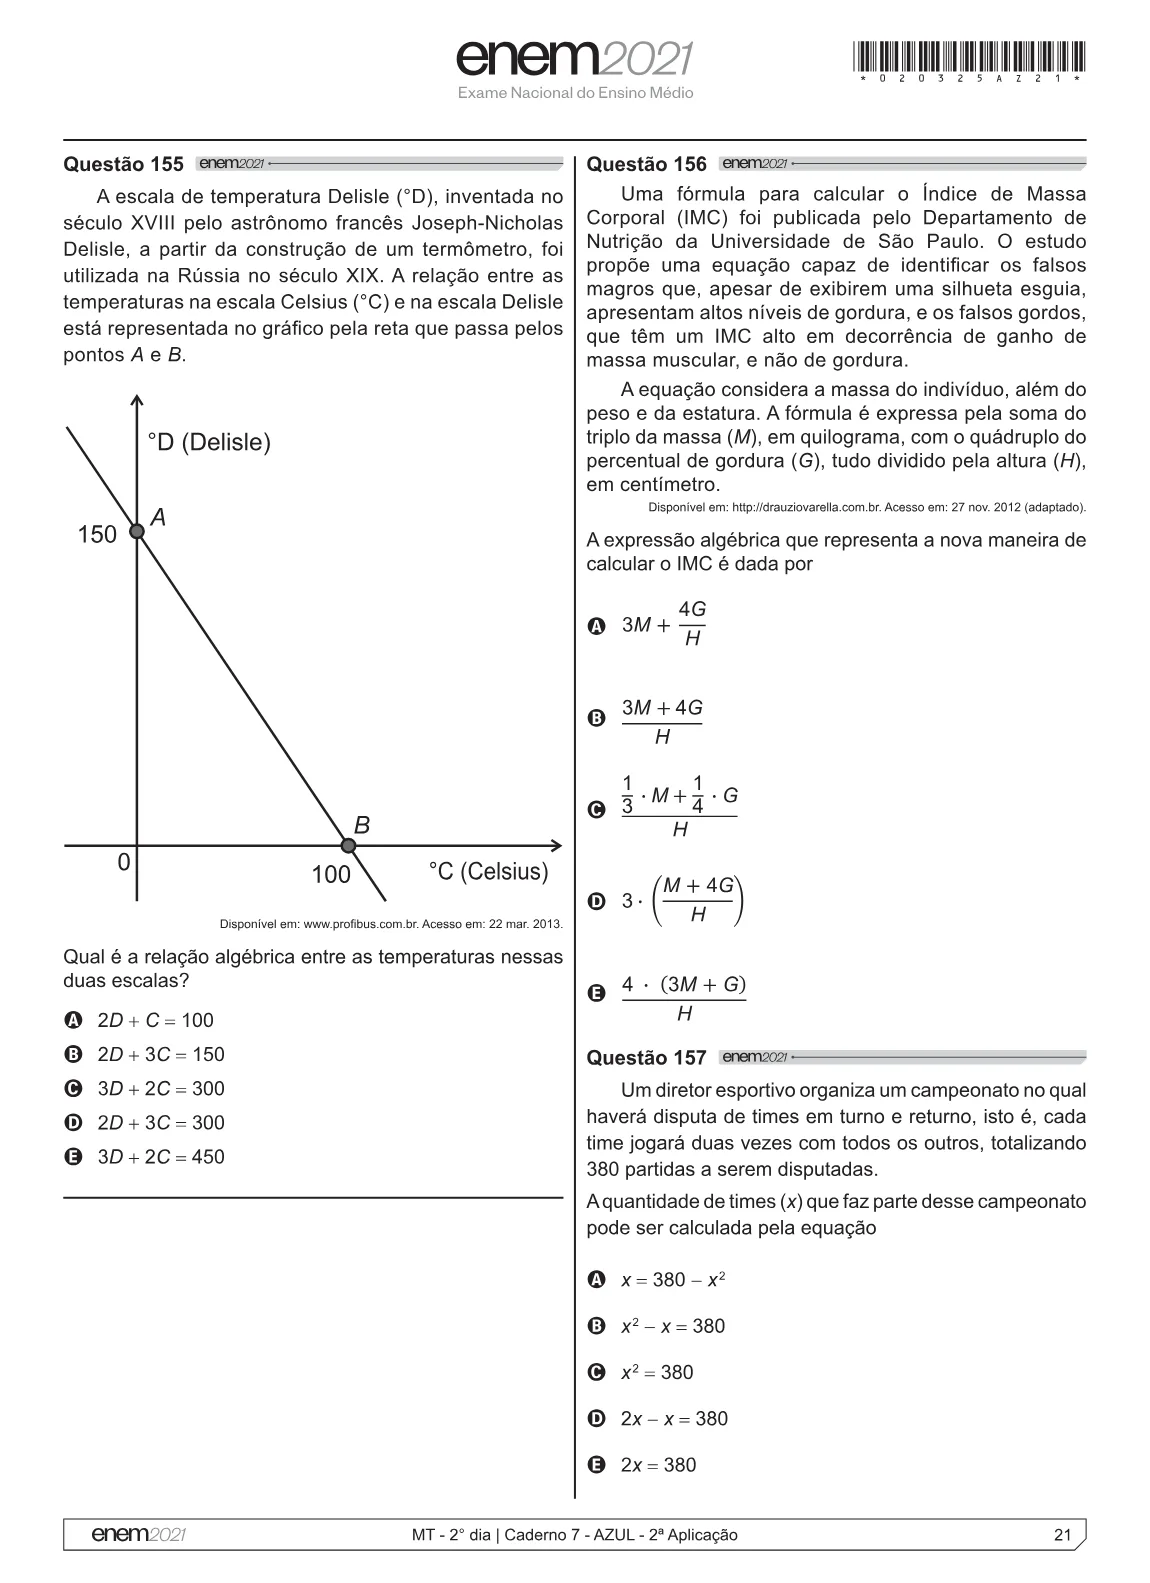 enem2021
Exame Nacional do Ensino Médio
*020325AZ21*
Questão 155 enem2021
A escala de temperatura Delisle (°D), inventada no
século XVIII pelo astrônomo francês Joseph-Nicholas
Delisle, a partir da construção de um termômetro, foi
utilizada na Rússia no século XIX. A relação entre as
temperaturas na escala Celsius (°C) e na escala Delisle
está representada no gráfico pela reta que passa pelos
pontos A e B.
°D (Delisle)
A
150
B
0
100
°C (Celsius)
Disponível em: www.profibus.com.br. Acesso em: 22 mar. 2013.
Qual é a relação algébrica entre as temperaturas nessas
duas escalas?
A 2D + C = 100
B 2D + 3C = 150
C 3D + 2C = 300
D 2D + 3C = 300
E 3D + 2C = 450
Questão 156 enem2021
Uma fórmula para calcular o Índice de Massa
Corporal (IMC) foi publicada pelo Departamento de
Nutrição da Universidade de São Paulo. O estudo
propõe uma equação capaz de identificar os falsos
magros que, apesar de exibirem uma silhueta esguia,
apresentam altos níveis de gordura, e os falsos gordos,
que têm um IMC alto em decorrência de ganho de
massa muscular, e não de gordura.
A equação considera a massa do indivíduo, além do
peso e da estatura. A fórmula é expressa pela soma do
triplo da massa (M), em quilograma, com o quádruplo do
percentual de gordura (G), tudo dividido pela altura (H),
em centímetro.
Disponível em: http://drauziovarella.com.br. Acesso em: 27 nov. 2012 (adaptado).
A expressão algébrica que representa a nova maneira de
calcular o IMC é dada por
A 3M + 4G/H
B (3M + 4G)/H
C (1/3 · M + 1/4 · G)/H
D 3 · ((M + 4G)/H)
E 4 · (3M + G)/H
Questão 157 enem2021
Um diretor esportivo organiza um campeonato no qual
haverá disputa de times em turno e returno, isto é, cada
time jogará duas vezes com todos os outros, totalizando
380 partidas a serem disputadas.
A quantidade de times (x) que faz parte desse campeonato
pode ser calculada pela equação
A x = 380 – x²
B x² – x = 380
C x² = 380
D 2x – x = 380
E 2x = 380
enem2021
MT - 2° dia | Caderno 7 - AZUL - 2ª Aplicação
21